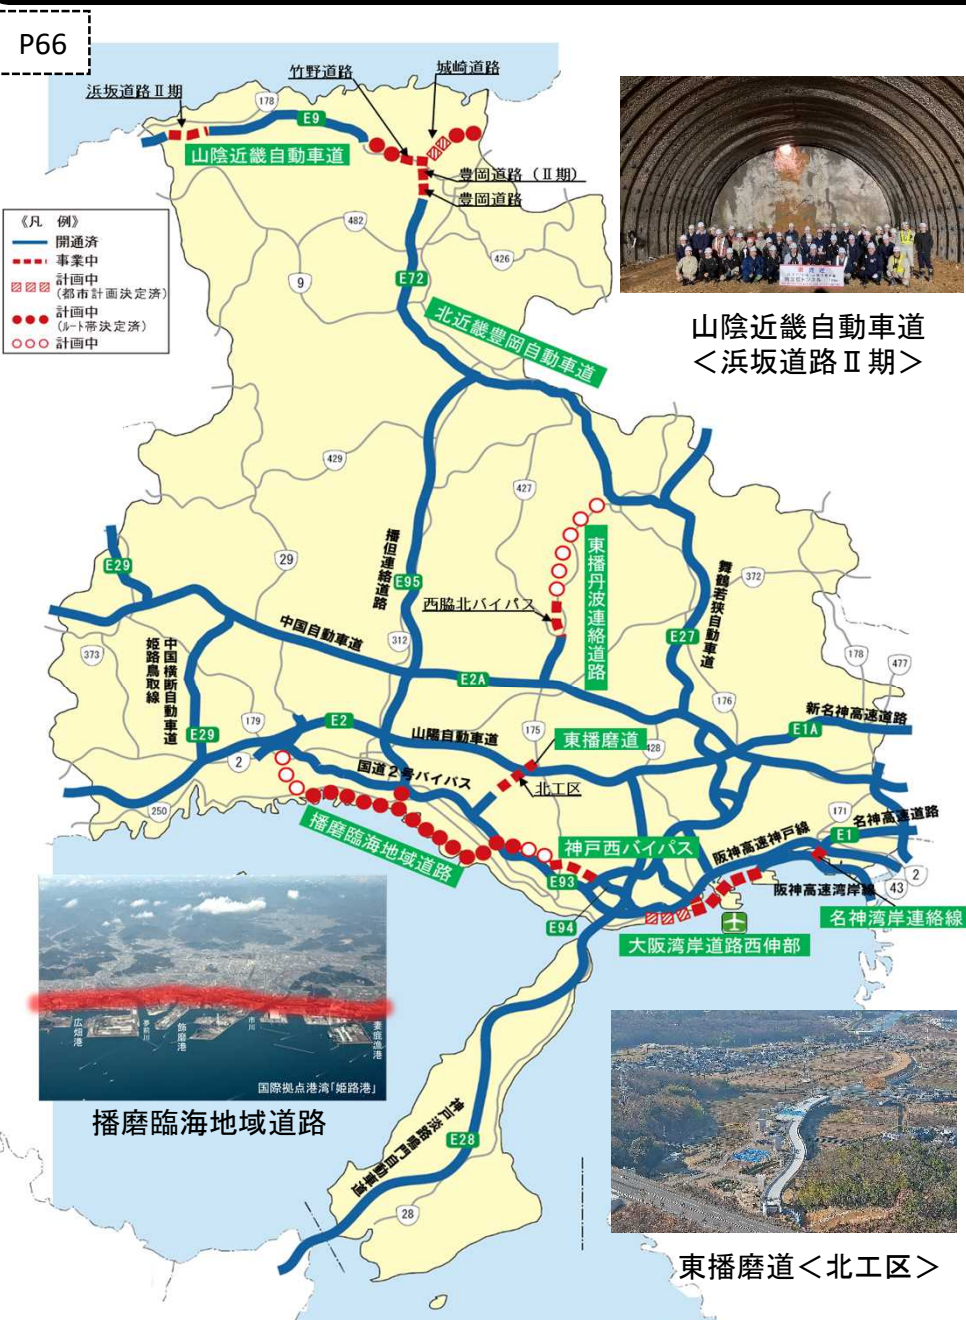 P66
浜坂道路Ⅱ期
竹野道路
城崎道路
178
E9
山陰近畿自動車道
豊岡道路(Ⅱ期)
豊岡道路
《凡 例》
開通済
事業中
計画中
(都市計画決定済)
計画中
(ルート帯決定済)
計画中
482
426
9
E72
北近畿豊岡自動車道
山陰近畿自動車道
<浜坂道路Ⅱ期>
429
427
29
E29
播但連絡道路
E95
東播丹波連絡道路
西脇北バイパス
舞鶴若狭自動車道
372
E27
373
中国横断自動車道
姫路鳥取線
中国自動車道
312
E2A
178
477
176
179
E29
E2
山陽自動車道
175
東播磨道
428
新名神高速道路
E1A
2
国道2号バイパス
北工区
250
171
名神高速道路
E1
播磨臨海地域道路
神戸西バイパス
阪神高速神戸線
E93
阪神高速湾岸線
2
43
E94
名神湾岸連絡線
大阪湾岸道路西伸部
広畑港
夢前川
飾磨港
市川
妻鹿漁港
国際拠点港湾「姫路港」
播磨臨海地域道路
神戸淡路鳴門自動車道
E28
28
東播磨道<北工区>